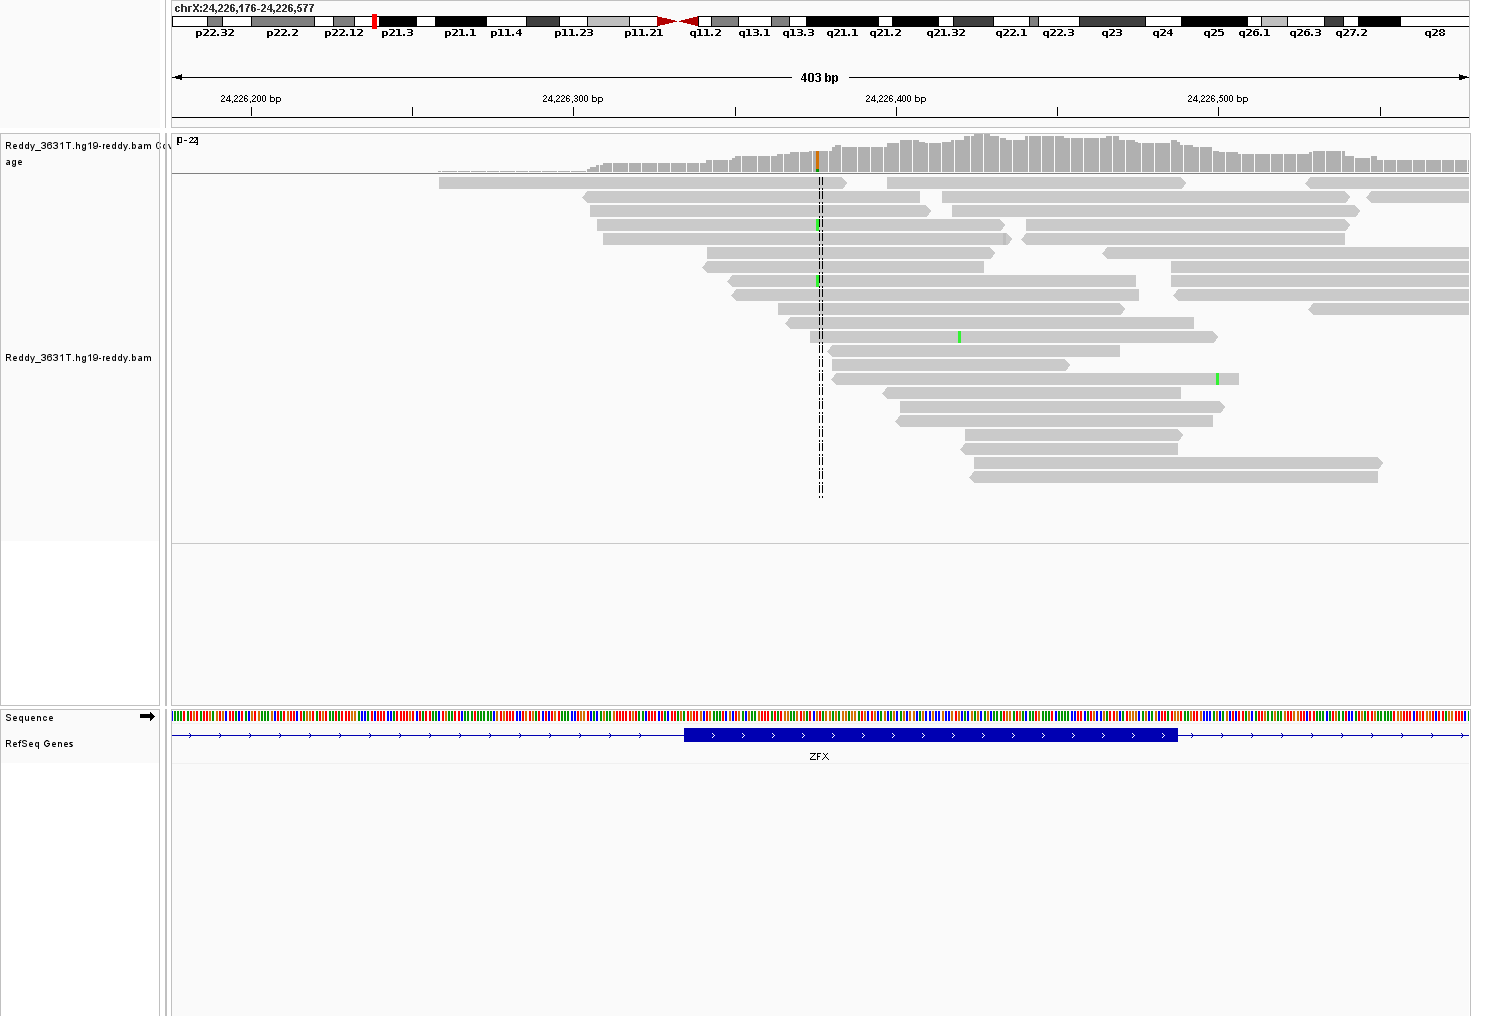 chrX:24,226,176-24,226,577
p22.32 p22.2 p22.12 p21.3 p21.1 p11.4 p11.23 p11.21 q11.2 q13.1 q13.3 q21.1 q21.2 q21.32 q22.1 q22.3 q23 q24 q25 q26.1 q26.3 q27.2 q28
403 bp
24,226,200 bp 24,226,300 bp 24,226,400 bp 24,226,500 bp
Reddy_3631T.hg19-reddy.bam Cov
age
[0-22]
Reddy_3631T.hg19-reddy.bam
Sequence
RefSeq Genes
ZFX